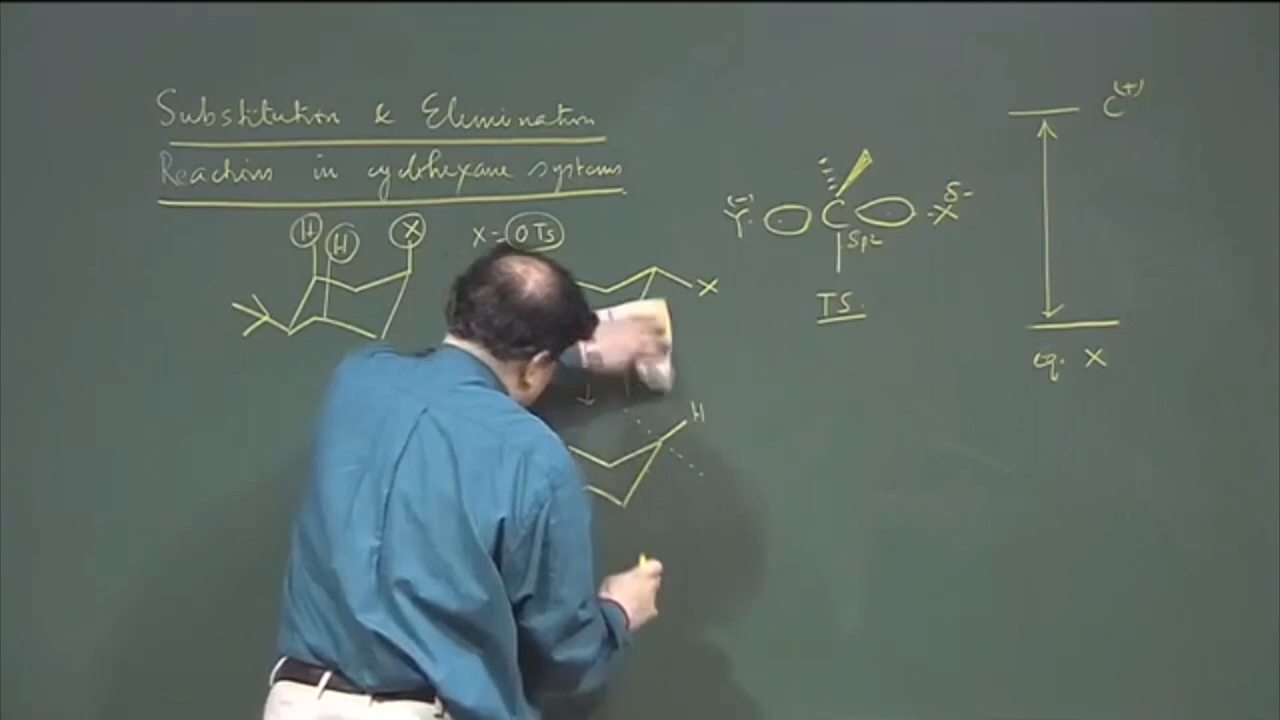 Substitution & Elimination
Reactions in cyclohexane systems
H
H
X
X = OTs
X
H
(-)
Y
C
sp2
X
δ-
TS.
C(+)
eq. X